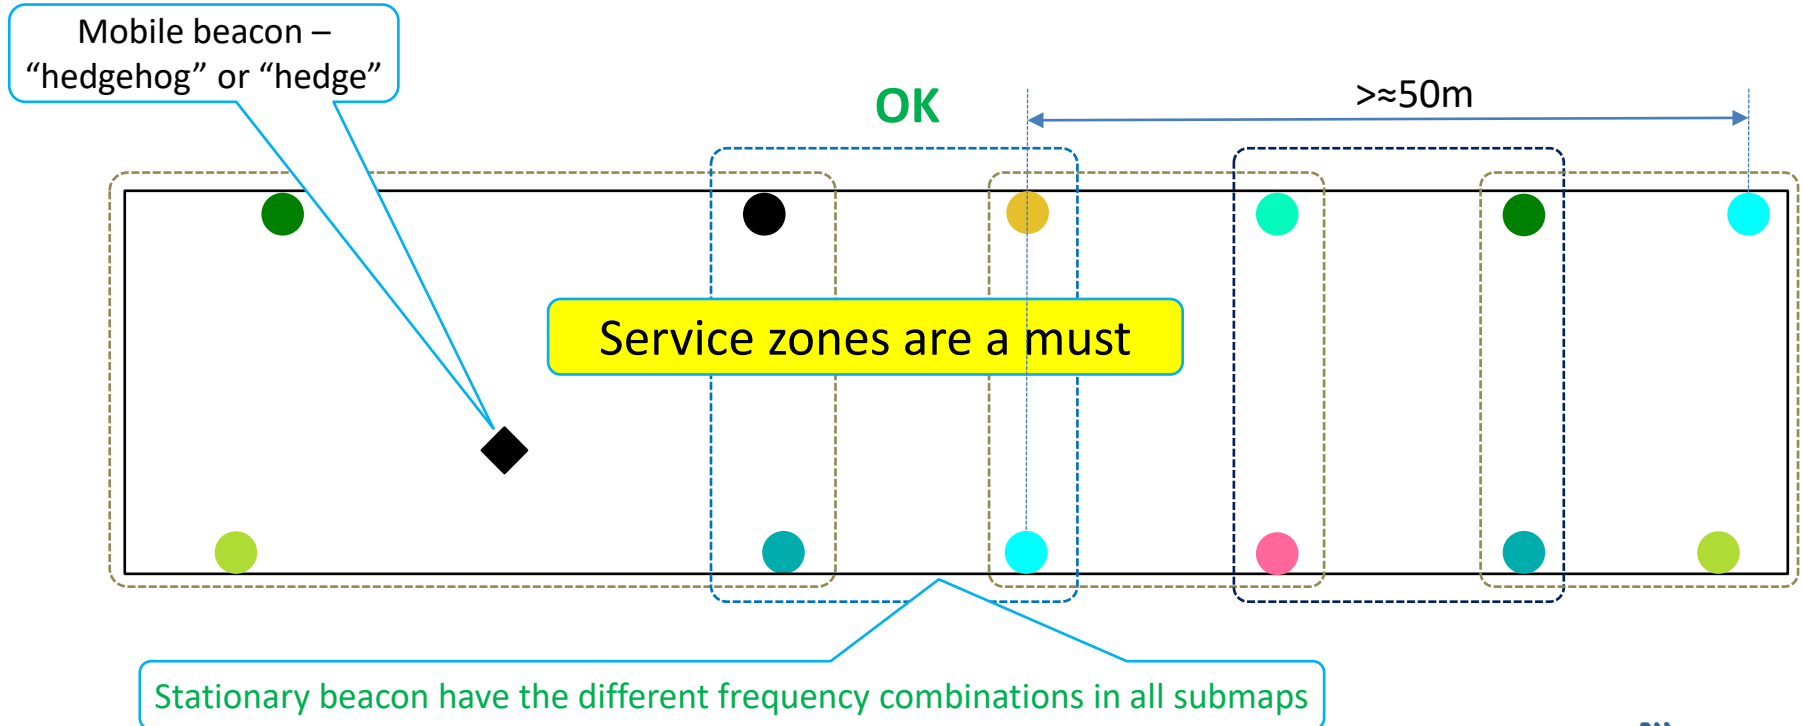 Mobile beacon –
“hedgehog” or “hedge”
OK
>≈50m
Service zones are a must
Stationary beacon have the different frequency combinations in all submaps